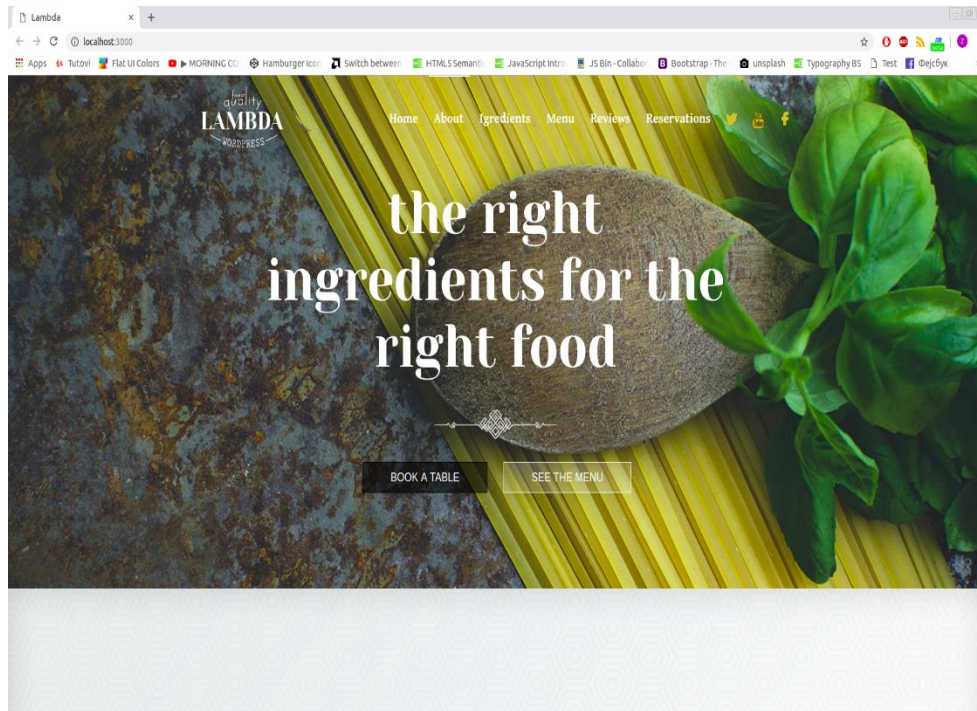 Lambda
localhost:3000
Apps Tutovi Flat UI Colors ▶ MORNING CO Hamburger Icon Switch between HTML5 Semanti JavaScript Intro JS Bin - Collabor Bootstrap · The unsplash Typography BS Test Фејсбук
quality
LAMBDA
WORDPRESS
Home About Igredients Menu Reviews Reservations
the right
ingredients for the
right food
BOOK A TABLE SEE THE MENU